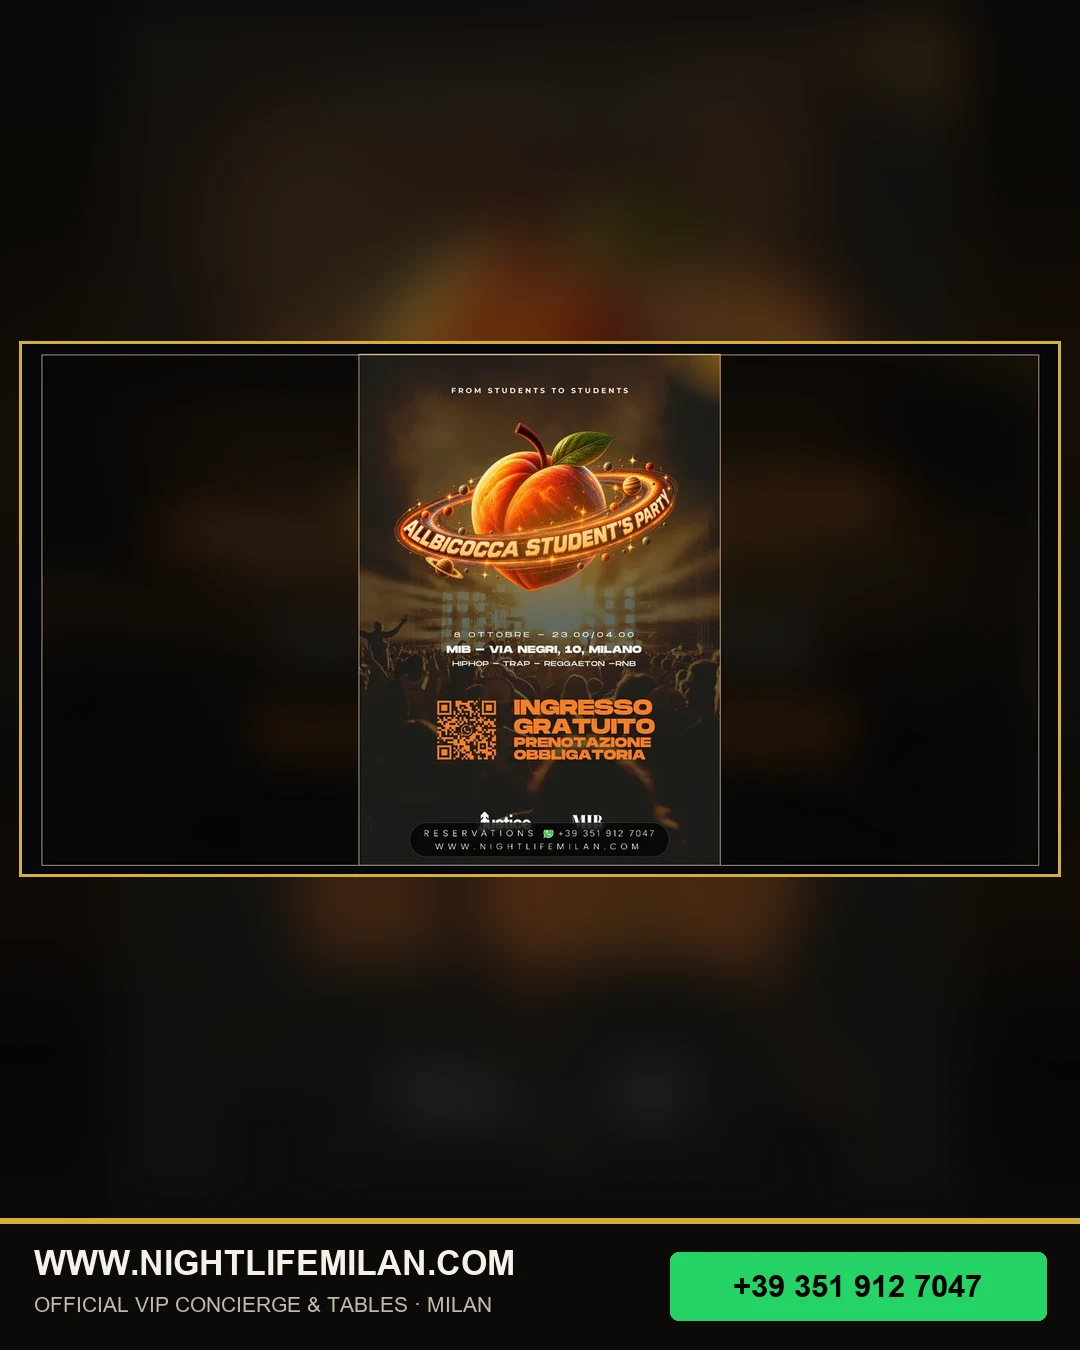 FROM STUDENTS TO STUDENTS
ALLBICOCCA STUDENT'S PARTY
8 OTTOBRE – 23.00/04.00
MIB – VIA NEGRI, 10, MILANO
HIPHOP – TRAP – REGGAETON –RNB
INGRESSO
GRATUITO
PRENOTAZIONE
OBBLIGATORIA
MIB
RESERVATIONS +39 351 912 7047
WWW.NIGHTLIFEMILAN.COM
WWW.NIGHTLIFEMILAN.COM
OFFICIAL VIP CONCIERGE & TABLES · MILAN
+39 351 912 7047